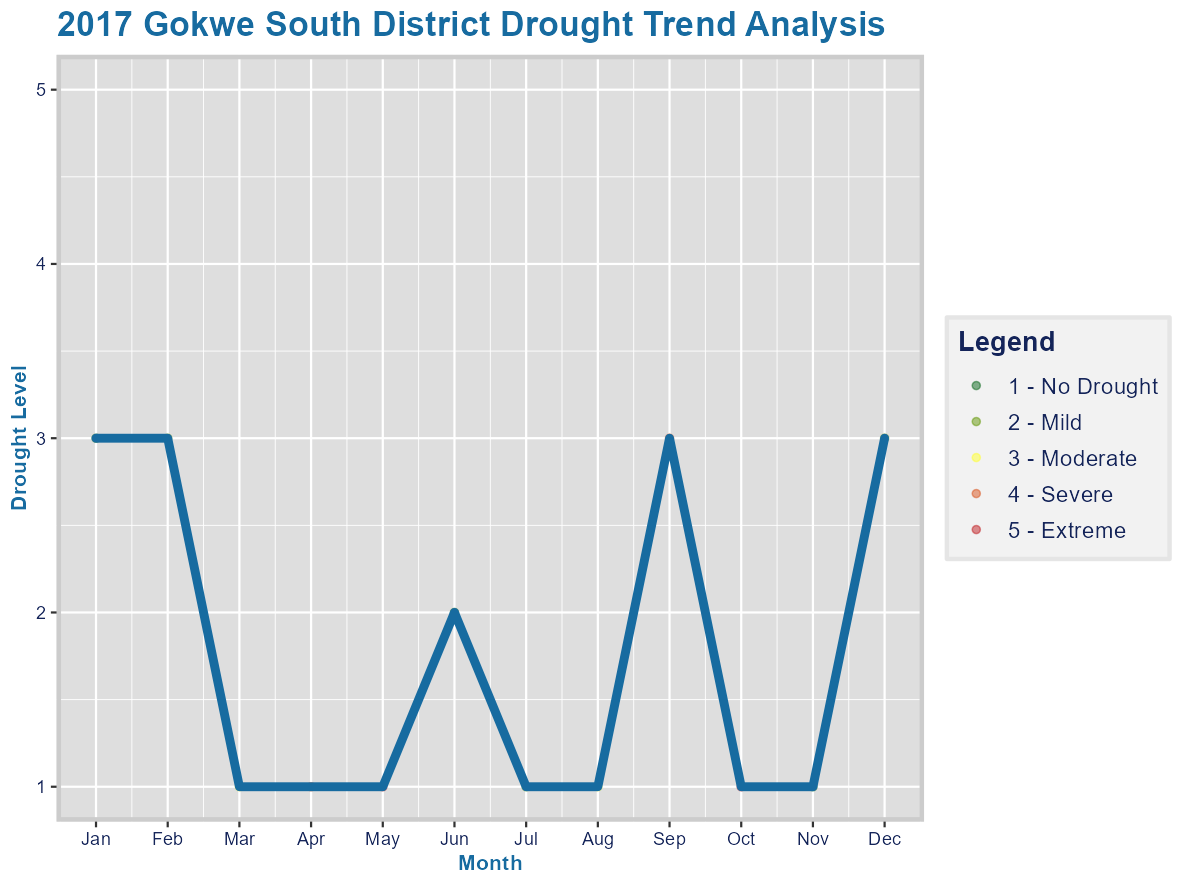 2017 Gokwe South District Drought Trend Analysis
5
4
3
2
1
Drought Level
Jan Feb Mar Apr May Jun Jul Aug Sep Oct Nov Dec
Month
Legend
1 - No Drought
2 - Mild
3 - Moderate
4 - Severe
5 - Extreme